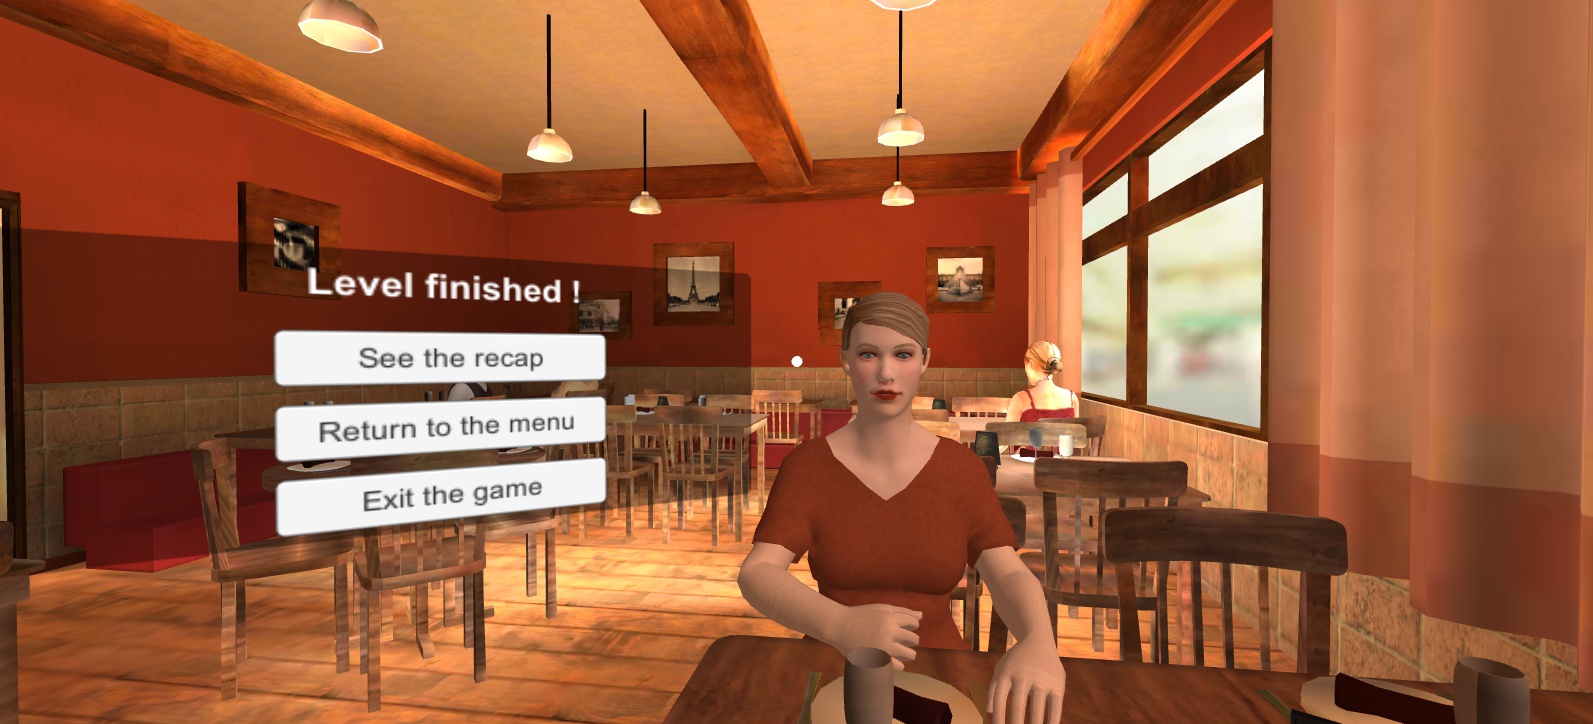 Level finished !
See the recap
Return to the menu
Exit the game